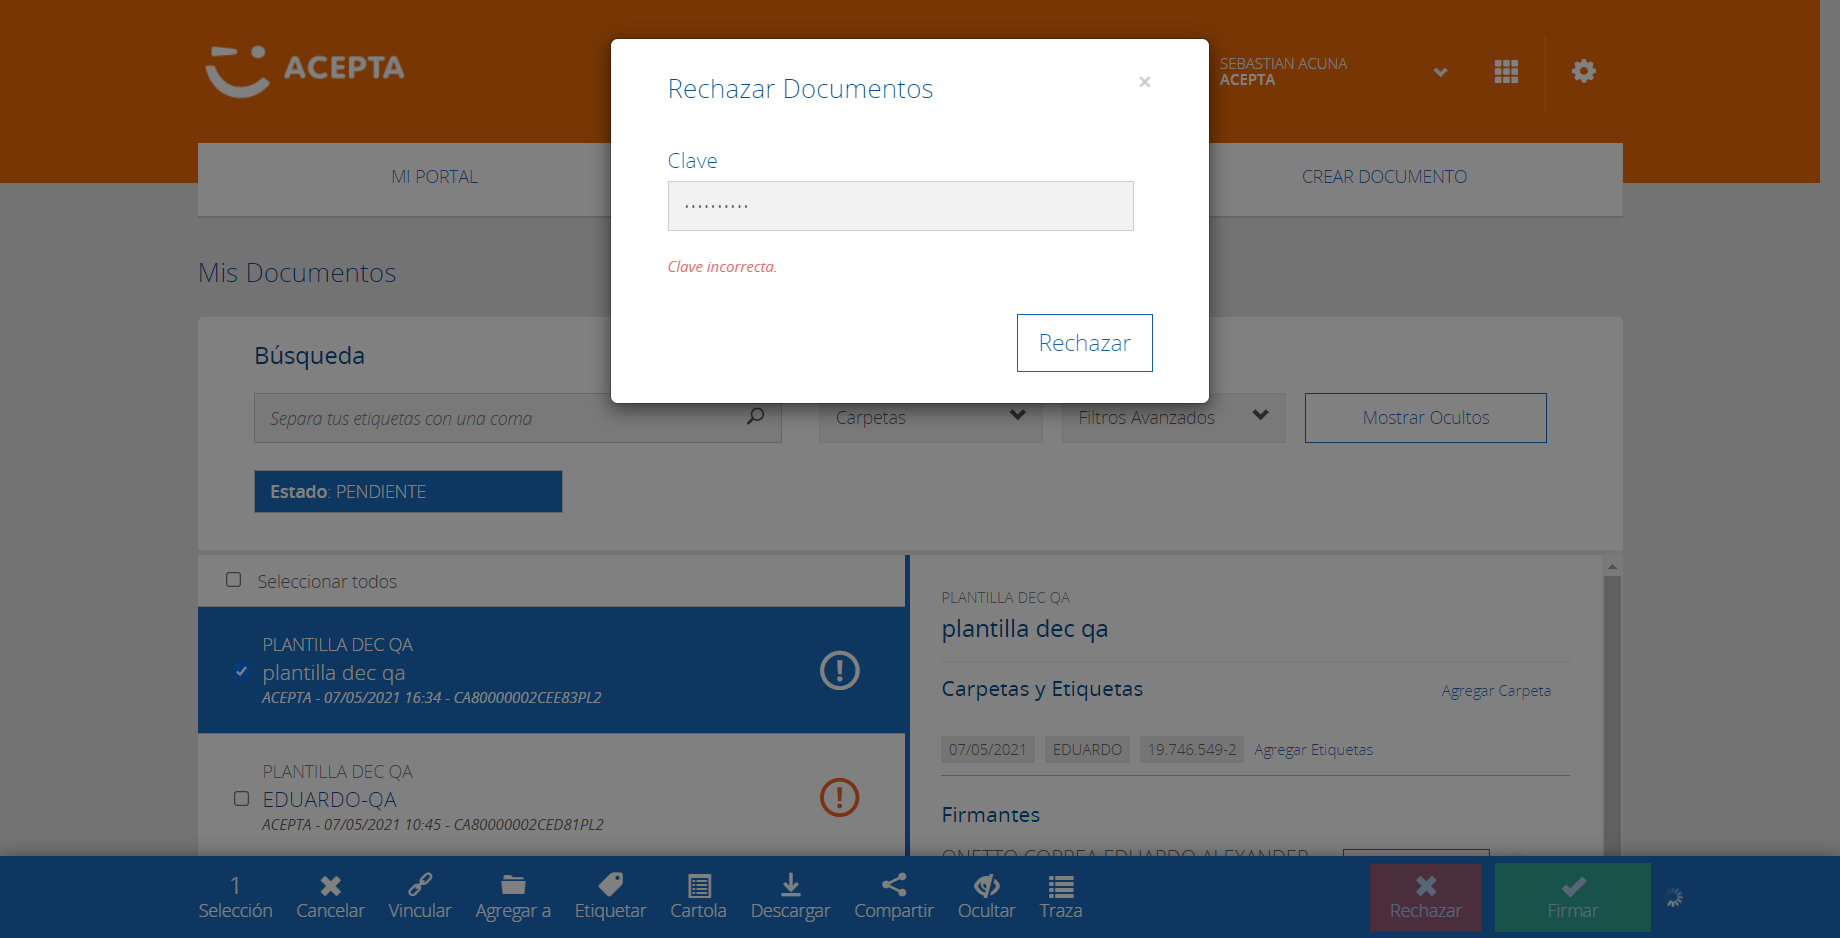 ACEPTA
SEBASTIAN ACUNA
ACEPTA
MI PORTAL
CREAR DOCUMENTO
Rechazar Documentos
×
Clave
··········
Clave incorrecta.
Rechazar
Mis Documentos
Búsqueda
Separa tus etiquetas con una coma
Carpetas
Filtros Avanzados
Mostrar Ocultos
Estado: PENDIENTE
Seleccionar todos
PLANTILLA DEC QA
plantilla dec qa
ACEPTA - 07/05/2021 16:34 - CA80000002CEE83PL2
PLANTILLA DEC QA
EDUARDO-QA
ACEPTA - 07/05/2021 10:45 - CA80000002CED81PL2
PLANTILLA DEC QA
plantilla dec qa
Carpetas y Etiquetas
Agregar Carpeta
07/05/2021 EDUARDO 19.746.549-2 Agregar Etiquetas
Firmantes
ONETTO CORREA EDUARDO ALEXANDER
1
Selección
Cancelar
Vincular
Agregar a
Etiquetar
Cartola
Descargar
Compartir
Ocultar
Traza
Rechazar
Firmar